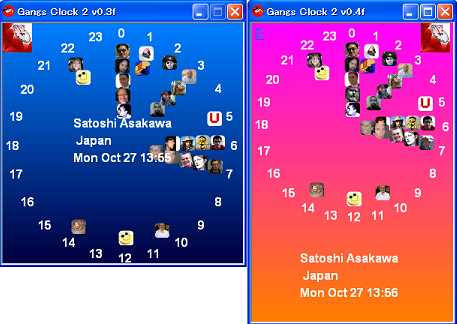 Gangs Clock 2 v0.3f
23 0 1
22 2
21 3
20 4
19 5
18 6
17 7
16 8
15 9
14 10
13 12 11
Satoshi Asakawa
Japan
Mon Oct 27 13:55
Gangs Clock 2 v0.4f
E
23 0 1
22 2
21 3
20 4
19 U 5
18 6
17 7
16 8
15 9
14 10
13 12 11
Satoshi Asakawa
Japan
Mon Oct 27 13:56